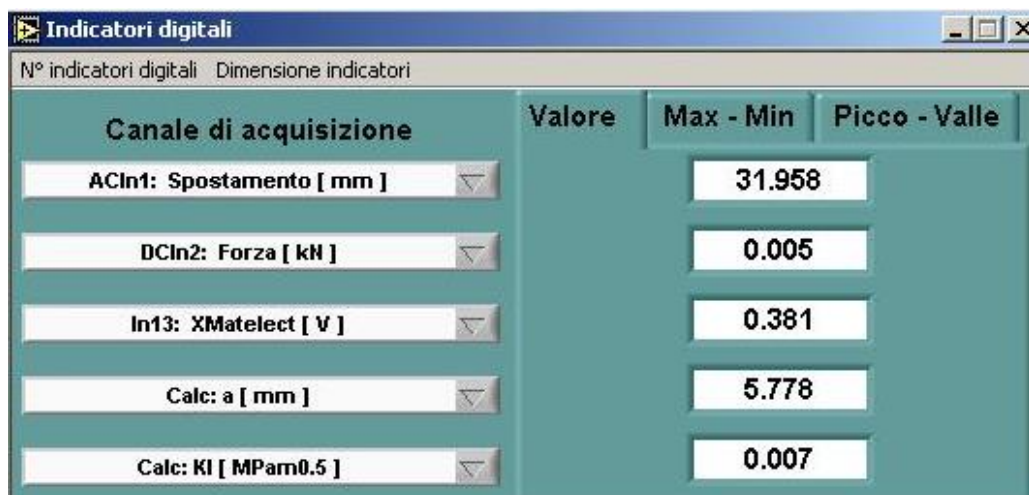 Indicatori digitali
N° indicatori digitali Dimensione indicatori
Canale di acquisizione Valore Max - Min Picco - Valle
ACIn1: Spostamento [ mm ] 31.958
DCIn2: Forza [ kN ] 0.005
In13: XMatelect [ V ] 0.381
Calc: a [ mm ] 5.778
Calc: KI [ MPam0.5 ] 0.007